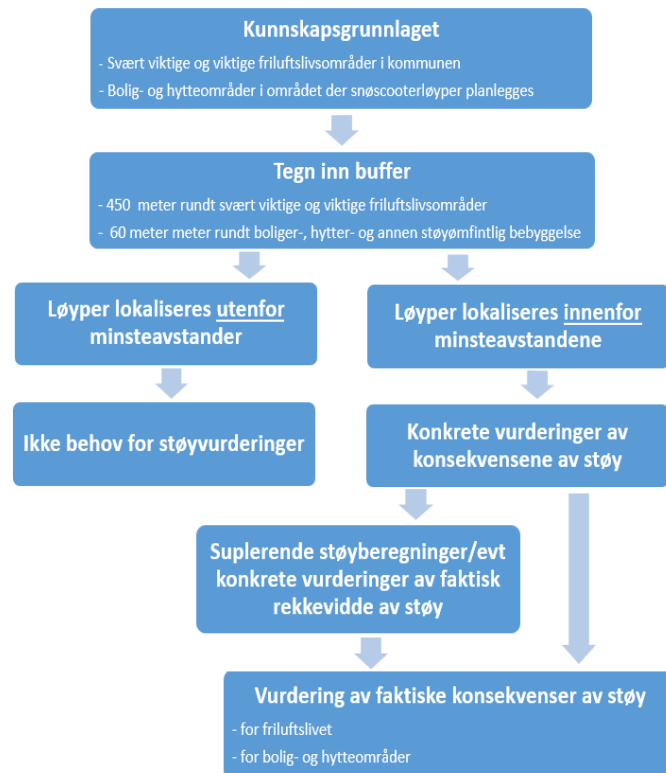 Kunnskapsgrunnlaget
- Svært viktige og viktige friluftslivsområder i kommunen
- Bolig- og hytteområder i området der snøscooterløyper planlegges
Tegn inn buffer
- 450 meter rundt svært viktige og viktige friluftslivsområder
- 60 meter meter rundt boliger-, hytter- og annen støyømfintlig bebyggelse
Løyper lokaliseres utenfor
minsteavstander
Løyper lokaliseres innenfor
minsteavstandene
Ikke behov for støyvurderinger
Konkrete vurderinger av
konsekvensene av støy
Suplerende støyberegninger/evt
konkrete vurderinger av faktisk
rekkevidde av støy
Vurdering av faktiske konsekvenser av støy
- for friluftslivet
- for bolig- og hytteområder